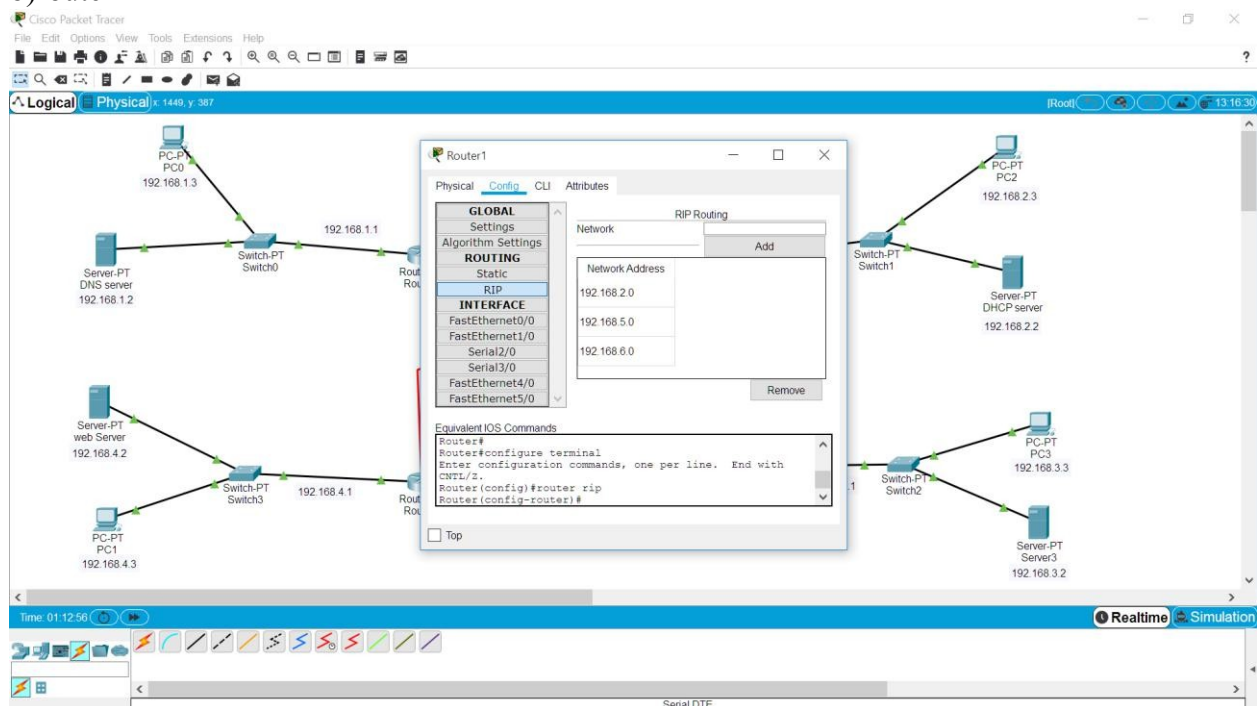 Cisco Packet Tracer
File Edit Options View Tools Extensions Help
?
Logical Physical x: 1449, y: 387 [Root] 13:16:30
PC-PT
PC0
192.168.1.3
Server-PT
DNS server
192.168.1.2
Switch-PT
Switch0
192.168.1.1
Rout
Rou
Server-PT
web Server
192.168.4.2
Switch-PT
Switch3
192.168.4.1
Rout
Rou
PC-PT
PC1
192.168.4.3
Router1
Physical Config CLI Attributes
GLOBAL
Settings
Algorithm Settings
ROUTING
Static
RIP
INTERFACE
FastEthernet0/0
FastEthernet1/0
Serial2/0
Serial3/0
FastEthernet4/0
FastEthernet5/0
RIP Routing
Network
Add
Network Address
192.168.2.0
192.168.5.0
192.168.6.0
Remove
Equivalent IOS Commands
Router#
Router#configure terminal
Enter configuration commands, one per line. End with
CNTL/Z.
Router(config)#router rip
Router(config-router)#
Top
PC-PT
PC2
192.168.2.3
Switch-PT
Switch1
Server-PT
DHCP server
192.168.2.2
PC-PT
PC3
192.168.3.3
.1
Switch-PT
Switch2
Server-PT
Server3
192.168.3.2
Time: 01:12:56
Realtime Simulation
Serial DTE